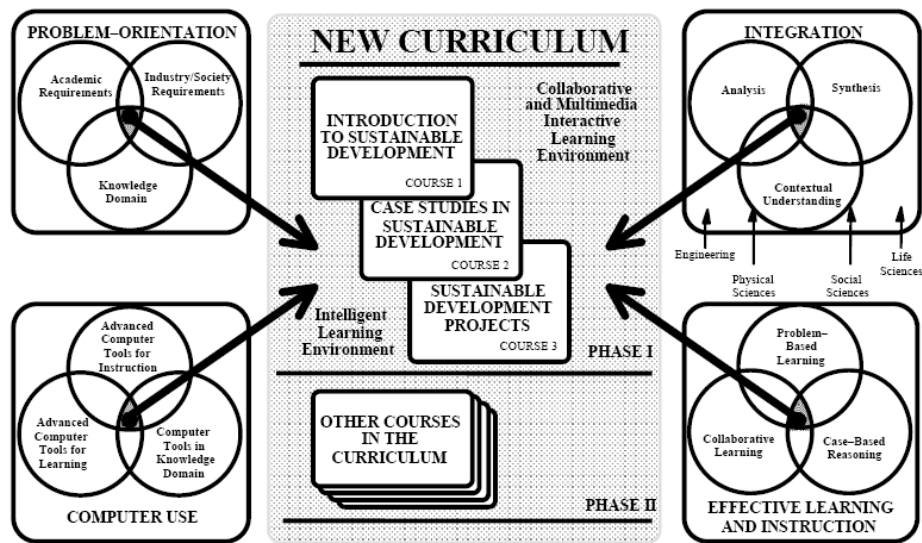 PROBLEM–ORIENTATION
Academic
Requirements
Industry/Society
Requirements
Knowledge
Domain
NEW CURRICULUM
INTRODUCTION
TO SUSTAINABLE
DEVELOPMENT
COURSE 1
Collaborative
and Multimedia
Interactive
Learning
Environment
CASE STUDIES IN
SUSTAINABLE
DEVELOPMENT
COURSE 2
SUSTAINABLE
DEVELOPMENT
PROJECTS
COURSE 3
Intelligent
Learning
Environment
PHASE I
OTHER COURSES
IN THE
CURRICULUM
PHASE II
INTEGRATION
Analysis
Synthesis
Contextual
Understanding
Engineering
Physical
Sciences
Social
Sciences
Life
Sciences
Advanced
Computer
Tools for
Instruction
Advanced
Computer
Tools for
Learning
Computer
Tools in
Knowledge
Domain
COMPUTER USE
Problem–
Based
Learning
Collaborative
Learning
Case–Based
Reasoning
EFFECTIVE LEARNING
AND INSTRUCTION